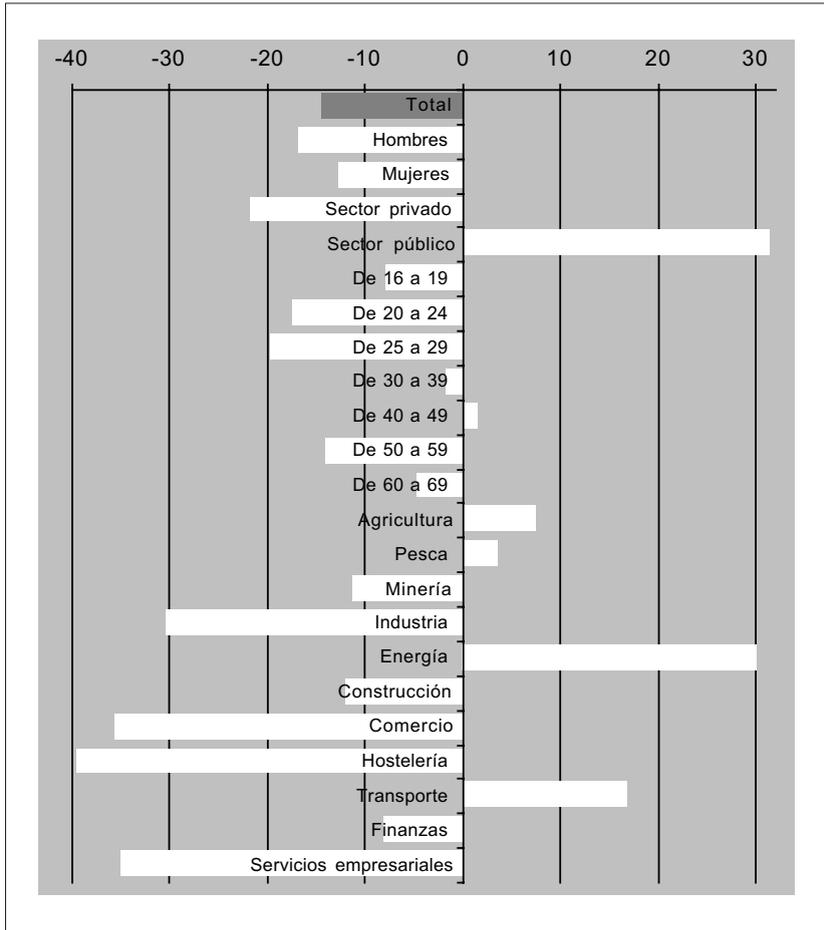 -40 -30 -20 -10 0 10 20 30
Total
Hombres
Mujeres
Sector privado
Sector público
De 16 a 19
De 20 a 24
De 25 a 29
De 30 a 39
De 40 a 49
De 50 a 59
De 60 a 69
Agricultura
Pesca
Minería
Industria
Energía
Construcción
Comercio
Hostelería
Transporte
Finanzas
Servicios empresariales